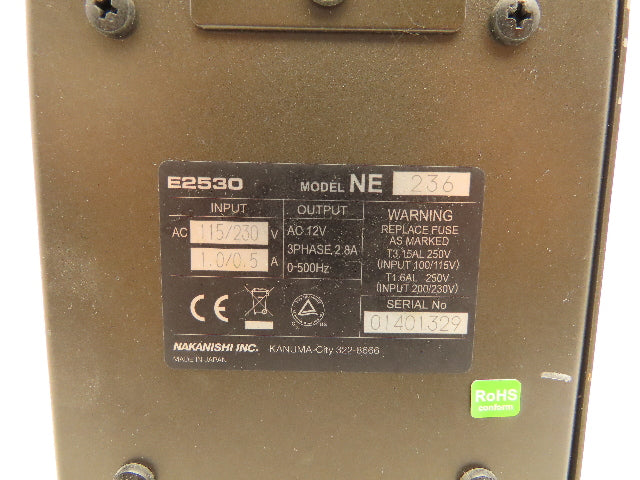 E2530 MODEL NE 236
INPUT
AC 115/230 V
1.0/0.5 A
OUTPUT
AC 12V
3PHASE, 2.8A
0-500Hz
WARNING
REPLACE FUSE
AS MARKED
T3.15AL 250V
(INPUT 100/115V)
T1.6AL 250V
(INPUT 200/230V)
SERIAL No
01401329
CE
NAKANISHI INC. KANUMA-City 322-8666
MADE IN JAPAN
RoHS
conform